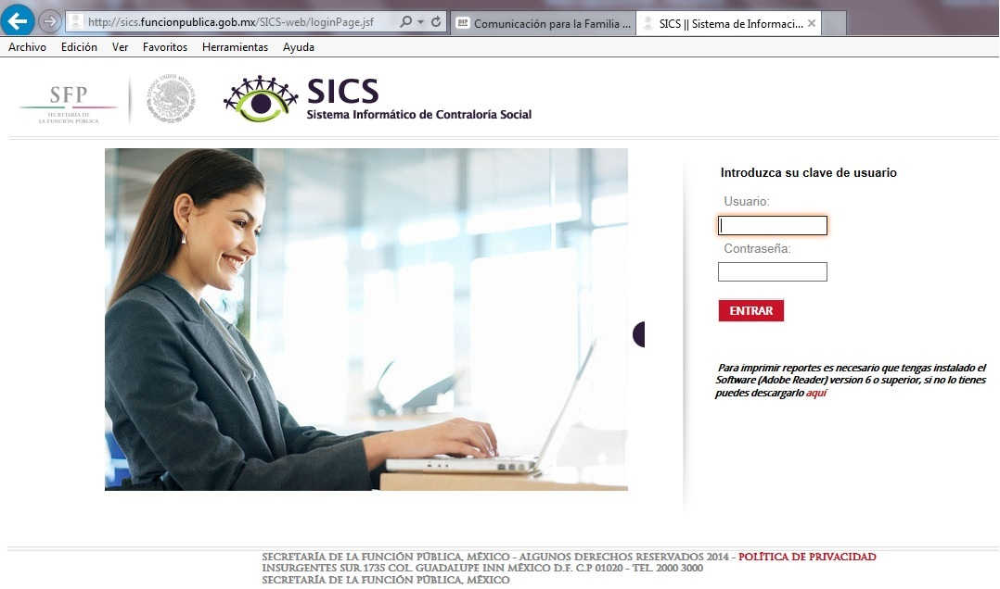 http://sics.funcionpublica.gob.mx/SICS-web/loginPage.jsf
DIF Comunicación para la Familia ...
SICS || Sistema de Informaci...
Archivo Edición Ver Favoritos Herramientas Ayuda
SFP
SECRETARÍA DE
LA FUNCIÓN PÚBLICA
ESTADOS UNIDOS MEXICANOS
SICS
Sistema Informático de Contraloría Social
Introduzca su clave de usuario
Usuario:
Contraseña:
ENTRAR
Para imprimir reportes es necesario que tengas instalado el
Software (Adobe Reader) version 6 o superior, si no lo tienes
puedes descargarlo aquí
SECRETARÍA DE LA FUNCIÓN PÚBLICA, MÉXICO - ALGUNOS DERECHOS RESERVADOS 2014 - POLÍTICA DE PRIVACIDAD
INSURGENTES SUR 1735 COL. GUADALUPE INN MÉXICO D.F. C.P 01020 - TEL. 2000 3000
SECRETARÍA DE LA FUNCIÓN PÚBLICA, MÉXICO